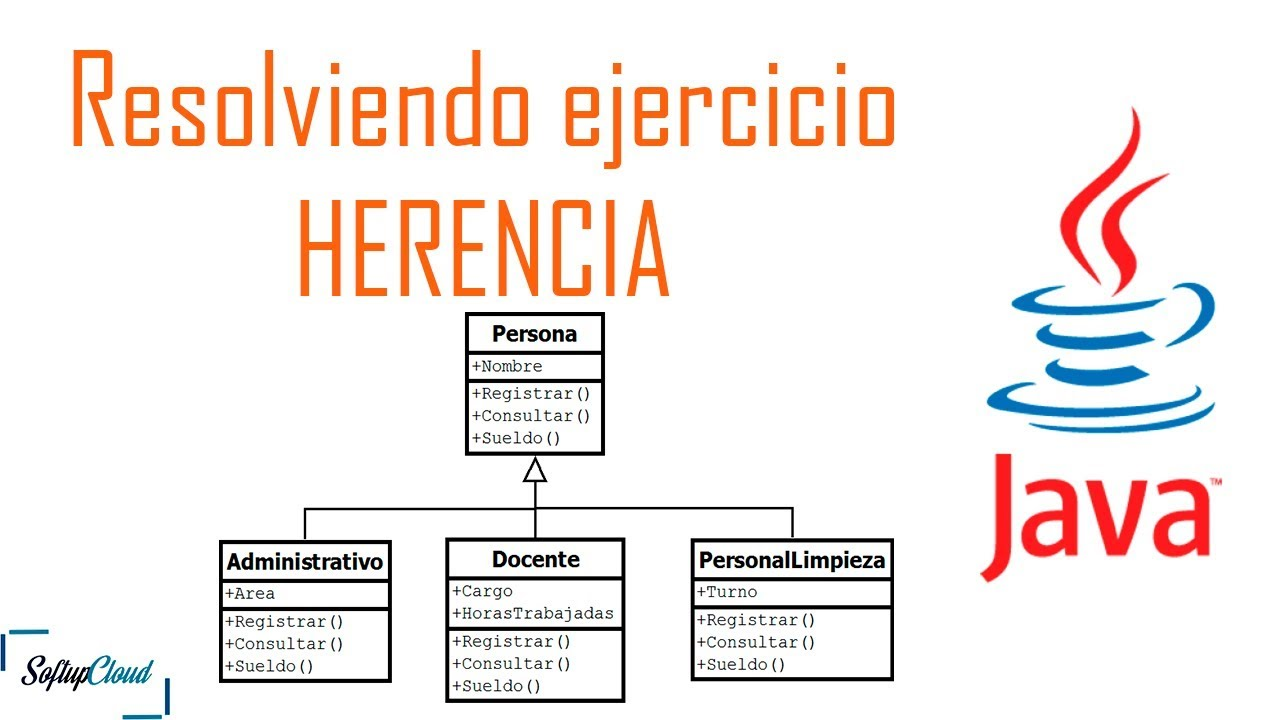 Resolviendo ejercicio
HERENCIA
Persona
+Nombre
+Registrar()
+Consultar()
+Sueldo()
Administrativo
+Area
+Registrar()
+Consultar()
+Sueldo()
Docente
+Cargo
+HorasTrabajadas
+Registrar()
+Consultar()
+Sueldo()
PersonalLimpieza
+Turno
+Registrar()
+Consultar()
+Sueldo()
Java™
SoftupCloud